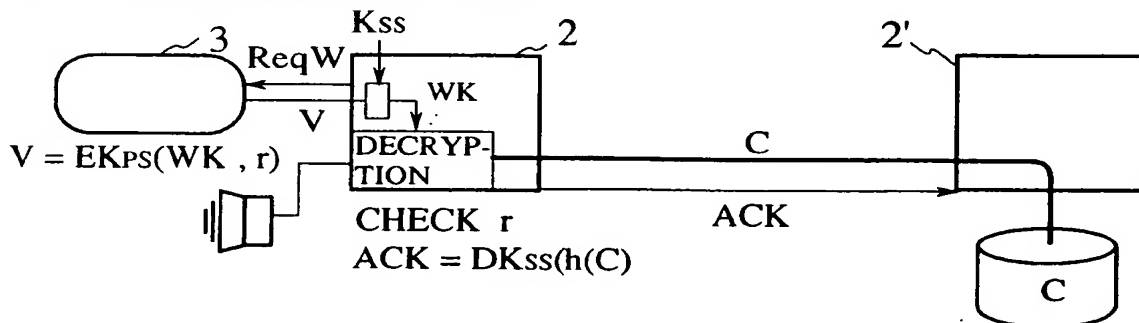 3
ReqW
V
V = EKPS(WK , r)
Kss
2
WK
DECRYP-
TION
CHECK r
ACK = DKss(h(C)
C
ACK
2'
C